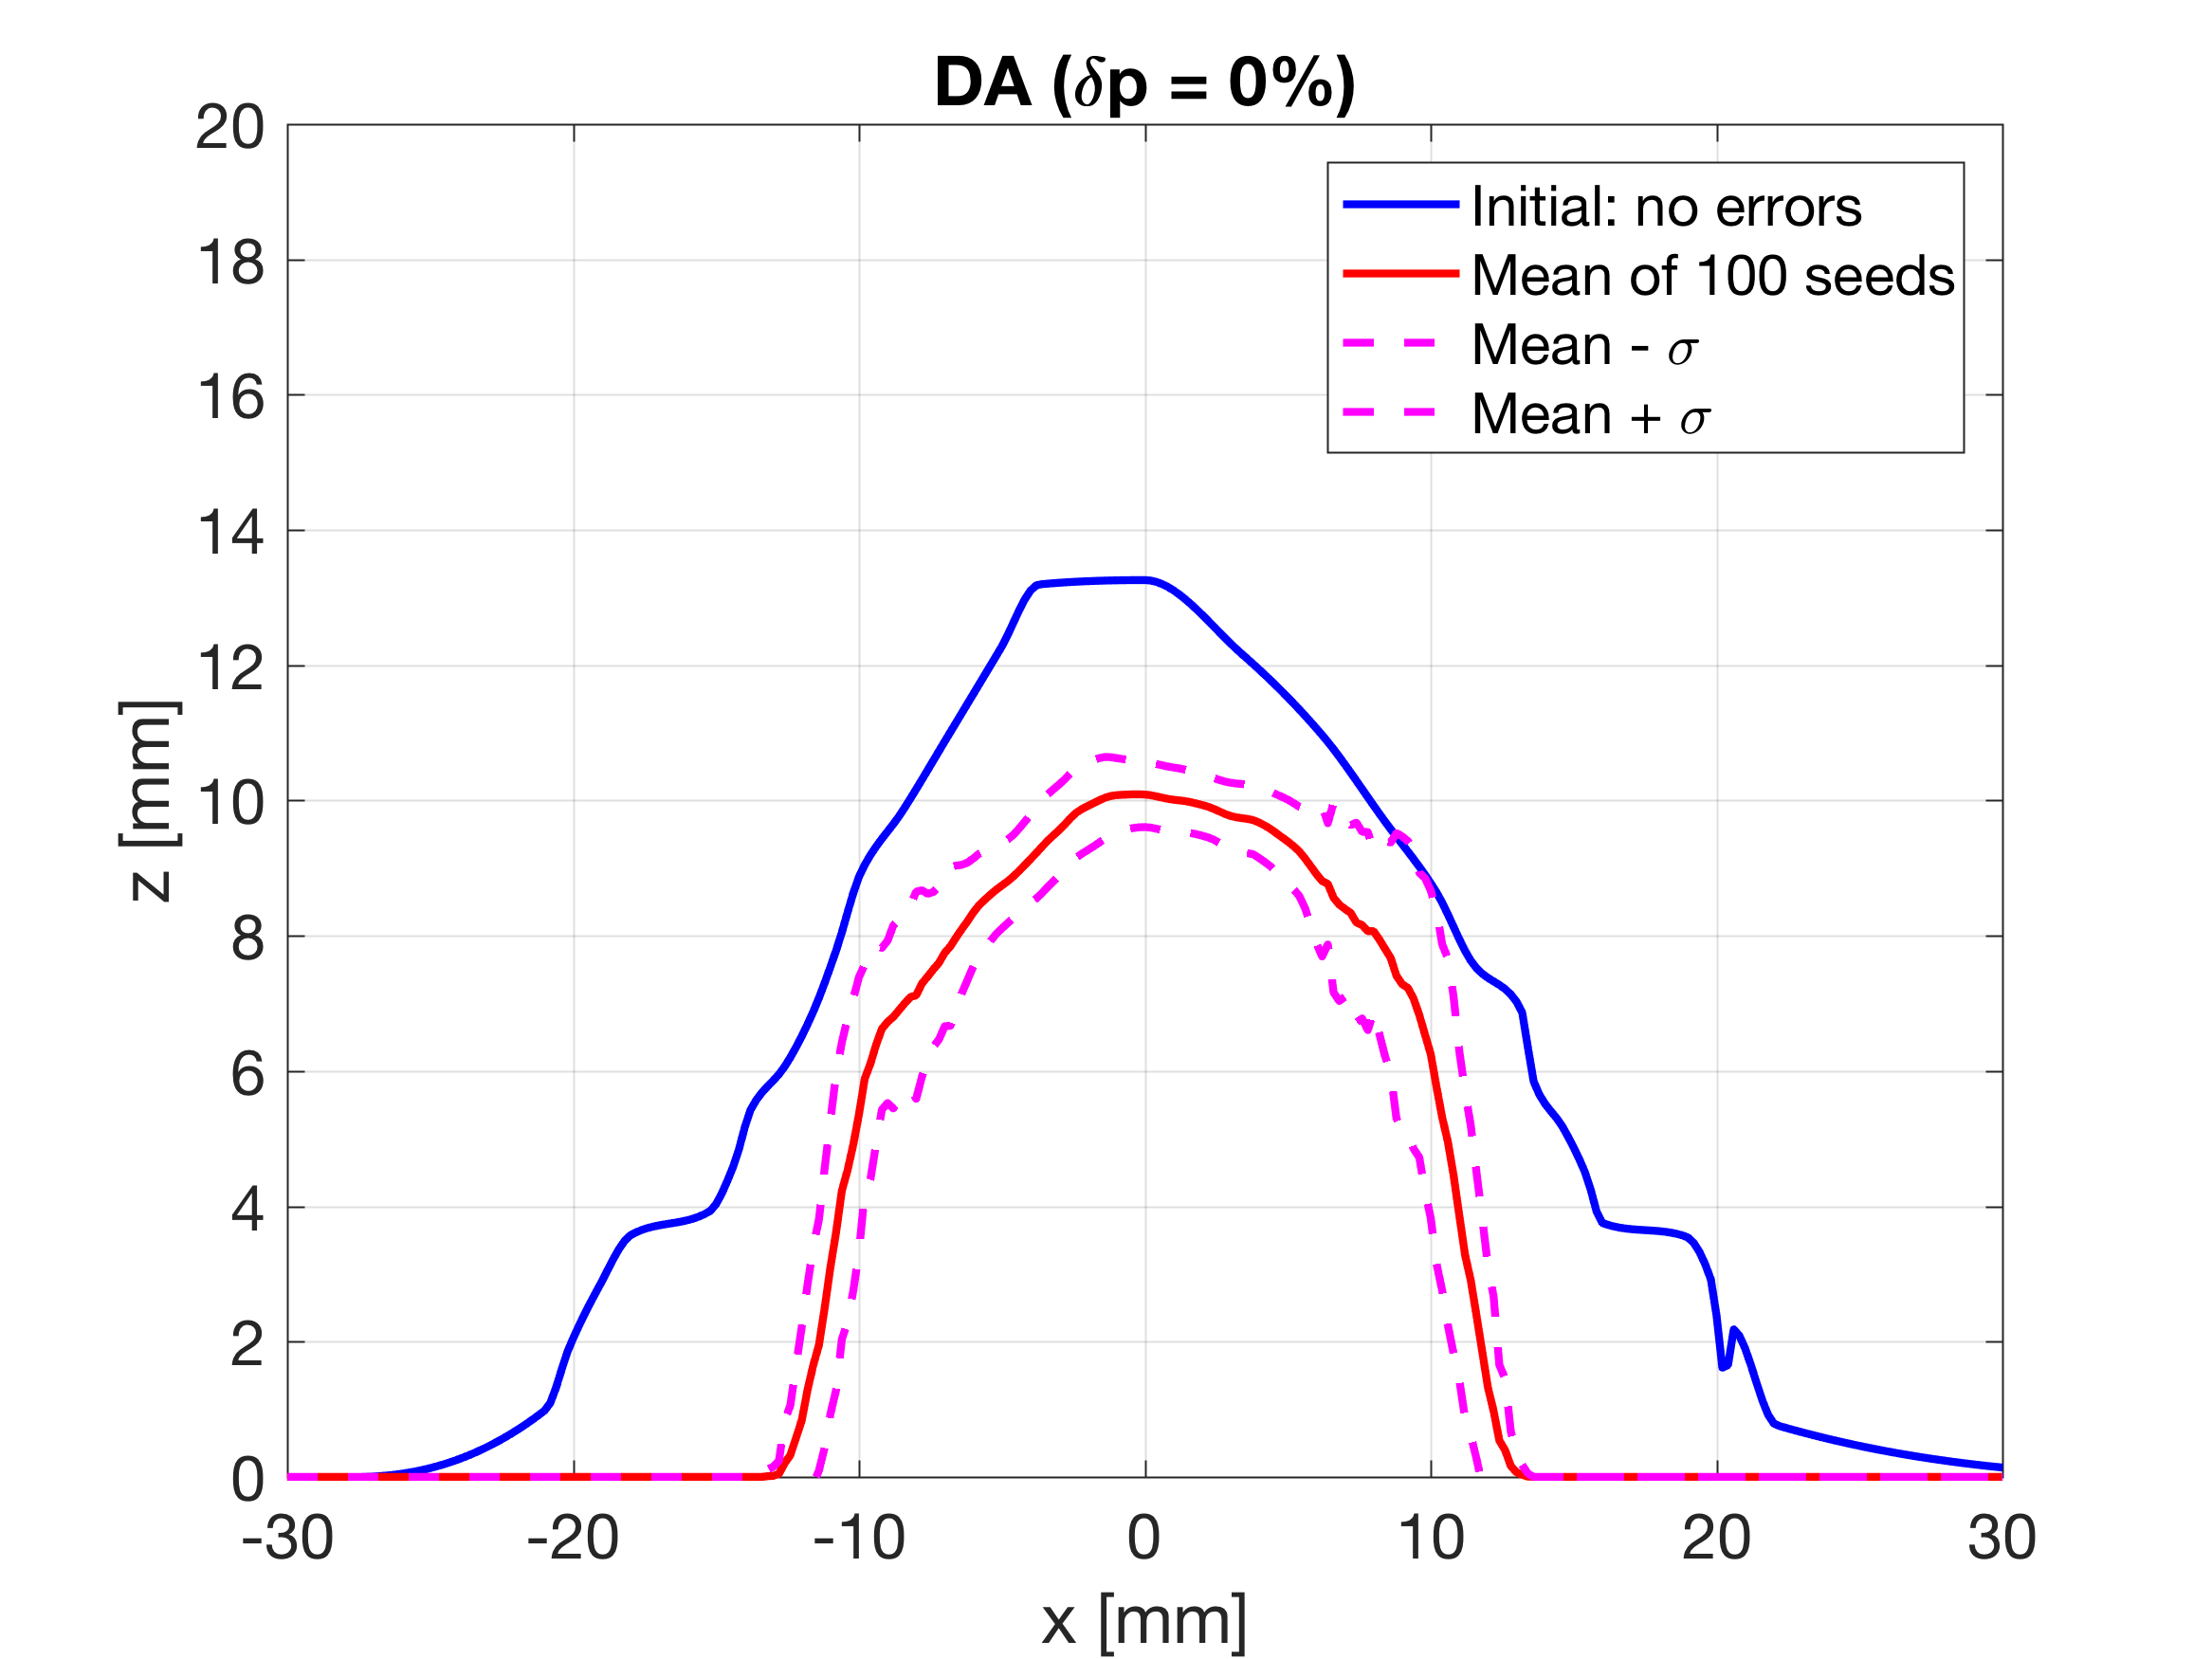 DA (δp = 0%)
20
18
16
14
12
10
8
6
4
2
0
z [mm]
Initial: no errors
Mean of 100 seeds
Mean - σ
Mean + σ
-30 -20 -10 0 10 20 30
x [mm]